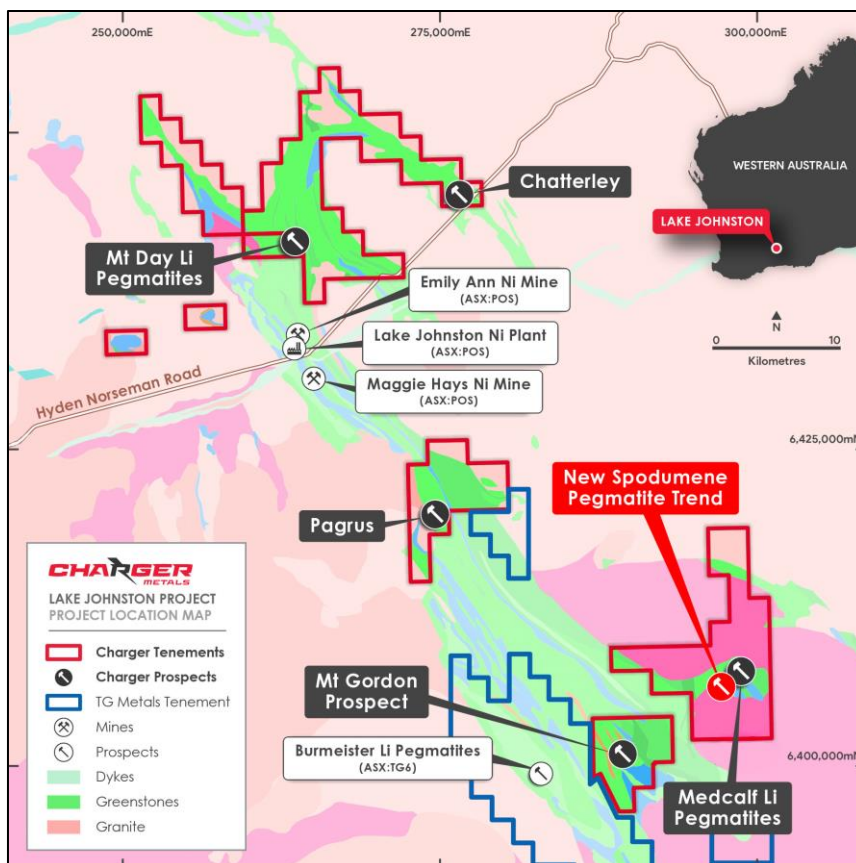 250,000mE
275,000mE
300,000mE
WESTERN AUSTRALIA
LAKE JOHNSTON
Chatterley
Mt Day Li
Pegmatites
Emily Ann Ni Mine
(ASX:POS)
Lake Johnston Ni Plant
(ASX:POS)
Maggie Hays Ni Mine
(ASX:POS)
Hyden Norseman Road
N
0
10
Kilometres
6,425,000mN
New Spodumene
Pegmatite Trend
Pagrus
Mt Gordon
Prospect
Burmeister Li Pegmatites
(ASX:TG6)
6,400,000mN
Medcalf Li
Pegmatites
CHARGER
METALS
LAKE JOHNSTON PROJECT
PROJECT LOCATION MAP
Charger Tenements
Charger Prospects
TG Metals Tenement
Mines
Prospects
Dykes
Greenstones
Granite